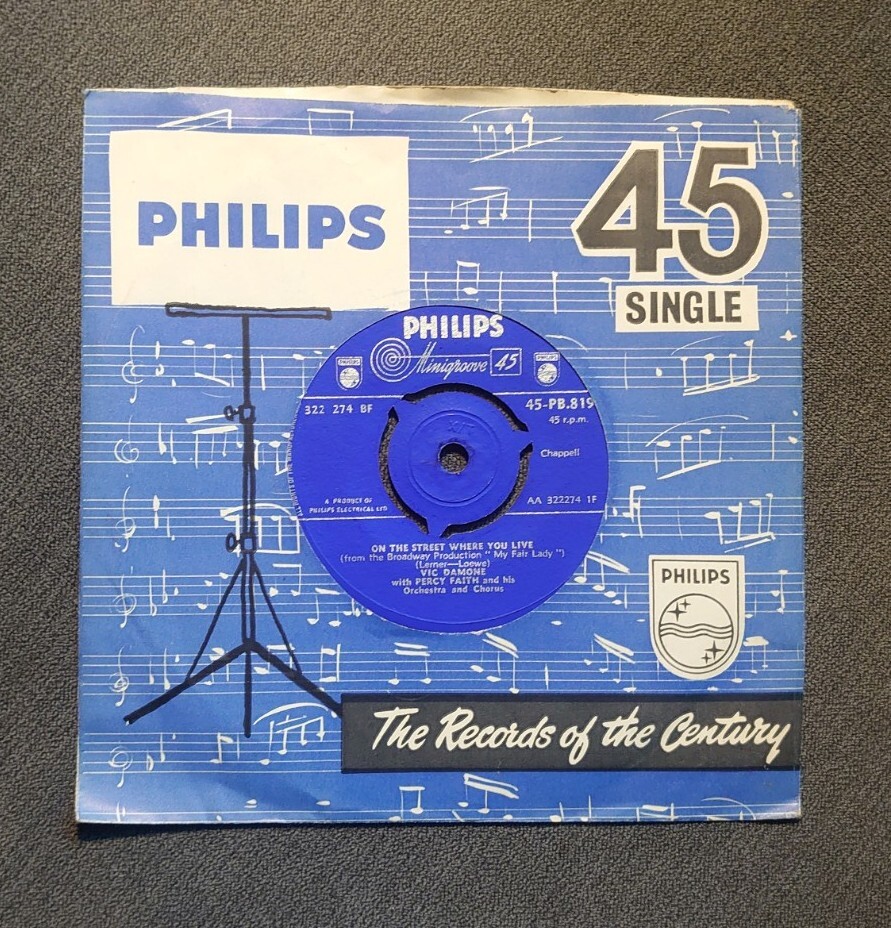 PHILIPS
45
SINGLE
PHILIPS
Minigroove 45
322 274 BF
45-PB.819
45 r.p.m.
Chappell
A PRODUCT OF
PHILIPS ELECTRICAL LTD
AA 322274 1F
ON THE STREET WHERE YOU LIVE
(from the Broadway Production "My Fair Lady")
(Lerner—Loewe)
VIC DAMONE
with PERCY FAITH and his
Orchestra and Chorus
PHILIPS
The Records of the Century